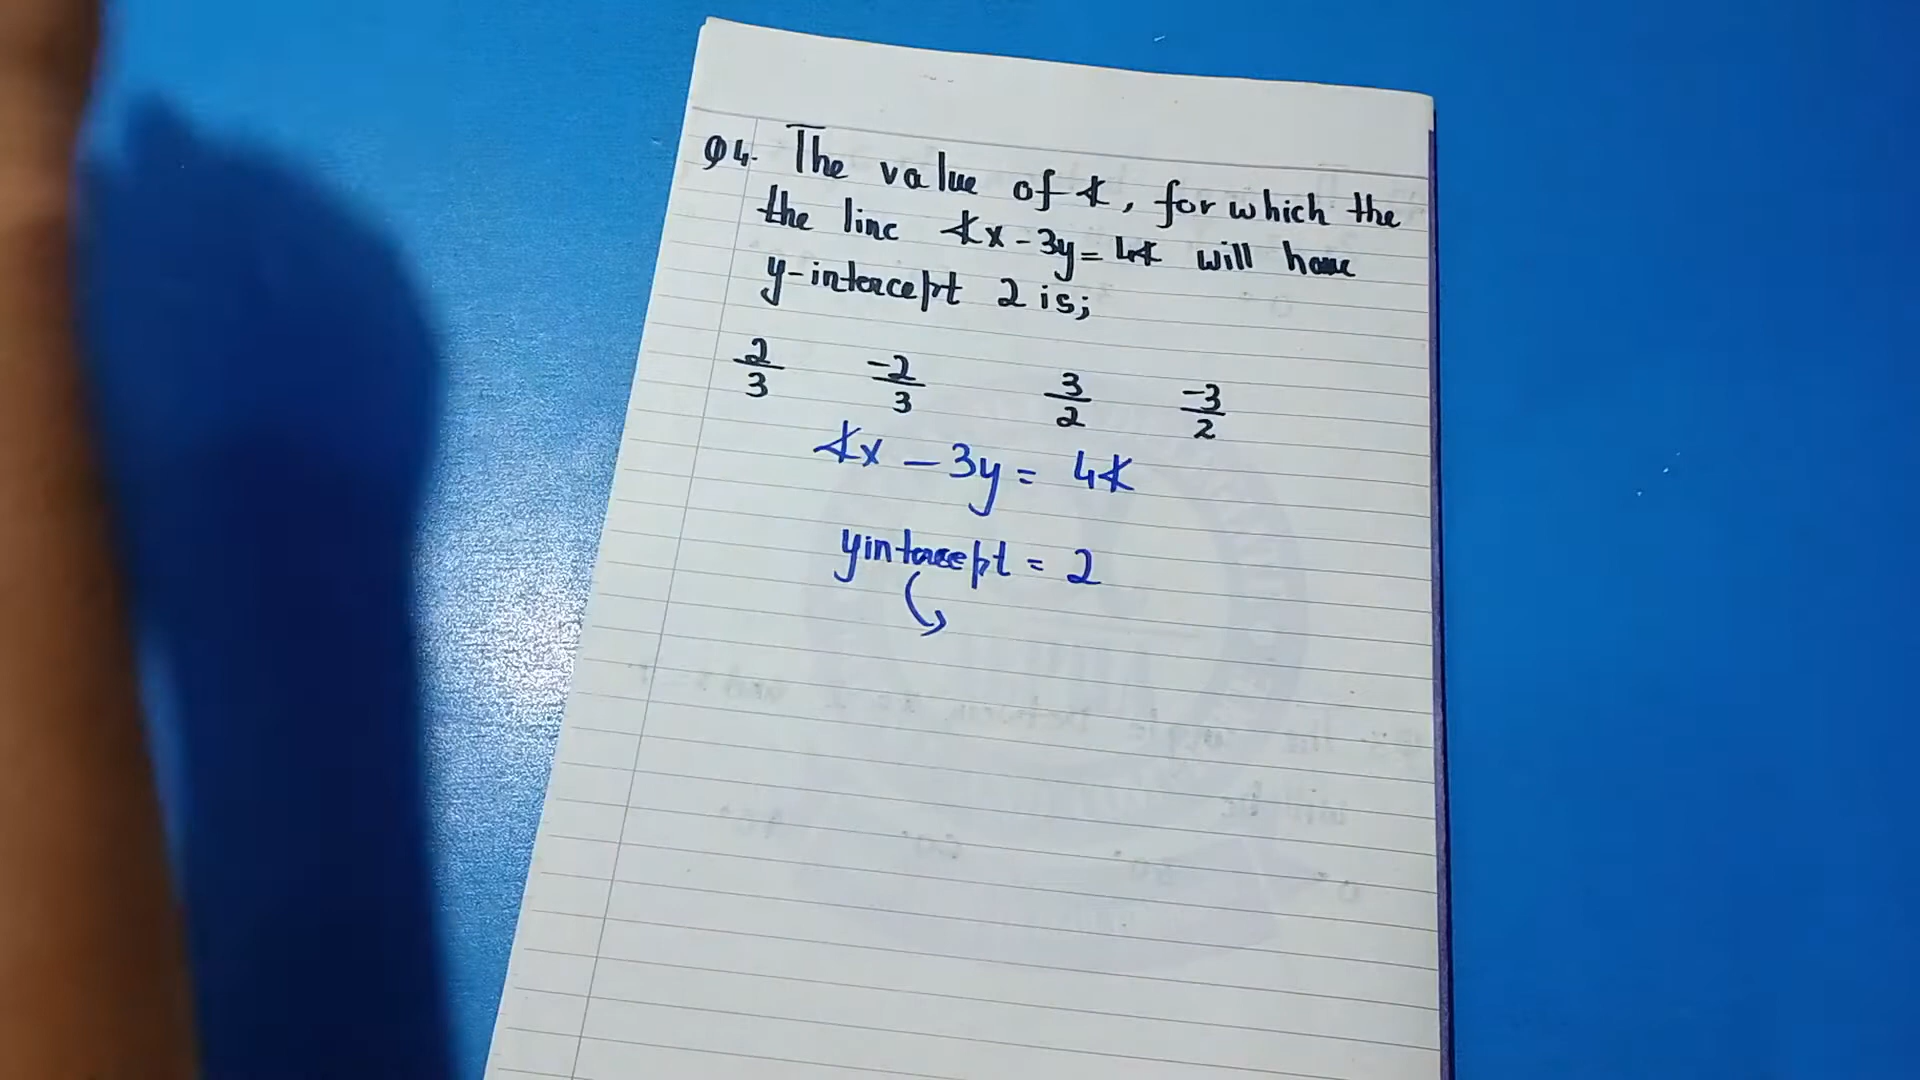 Q4. The value of k, for which the
the line kx - 3y = 4k will have
y-intercept 2 is;
2/3 -2/3 3/2 -3/2
kx - 3y = 4k
yintercept = 2